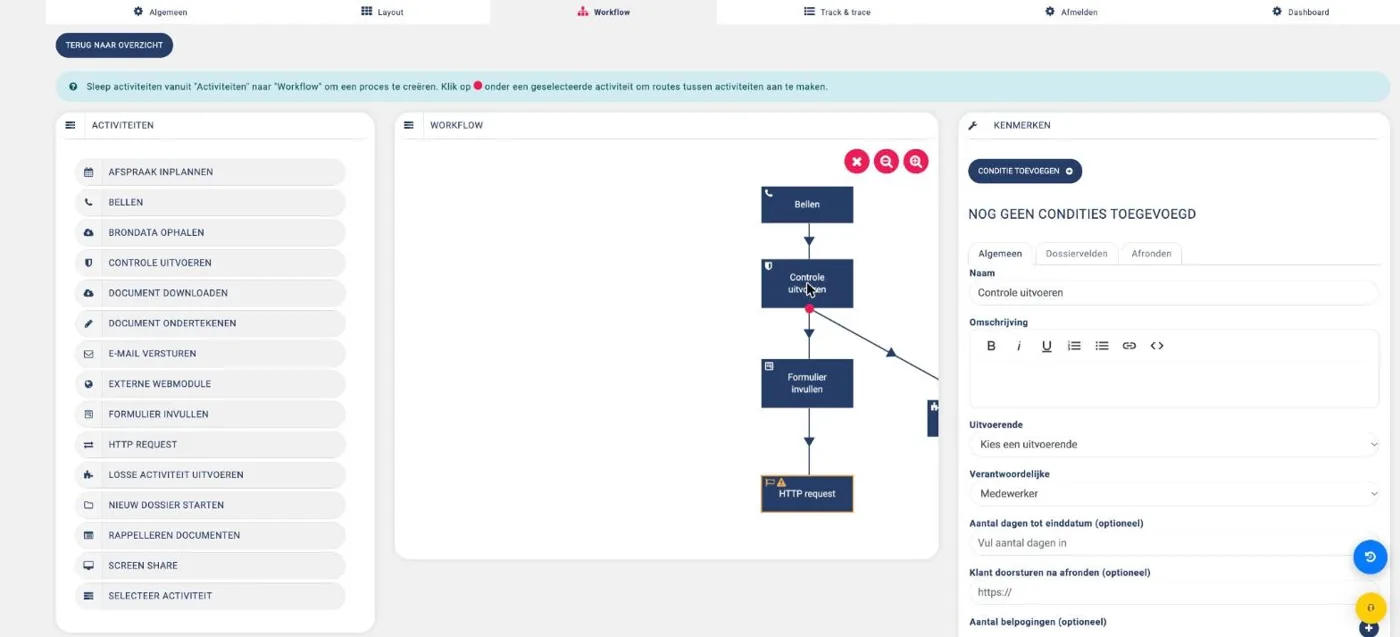 Algemeen
Layout
Workflow
Track & trace
Afmelden
Dashboard
TERUG NAAR OVERZICHT
Sleep activiteiten vanuit "Activiteiten" naar "Workflow" om een proces te creëren. Klik op onder een geselecteerde activiteit om routes tussen activiteiten aan te maken.
ACTIVITEITEN
AFSPRAAK INPLANNEN
BELLEN
BRONDATA OPHALEN
CONTROLE UITVOEREN
DOCUMENT DOWNLOADEN
DOCUMENT ONDERTEKENEN
E-MAIL VERSTUREN
EXTERNE WEBMODULE
FORMULIER INVULLEN
HTTP REQUEST
LOSSE ACTIVITEIT UITVOEREN
NIEUW DOSSIER STARTEN
RAPPELLEREN DOCUMENTEN
SCREEN SHARE
SELECTEER ACTIVITEIT
WORKFLOW
Bellen
Controle
uitvoeren
Formulier
invullen
HTTP request
KENMERKEN
CONDITIE TOEVOEGEN
NOG GEEN CONDITIES TOEGEVOEGD
Algemeen
Dossiervelden
Afronden
Naam
Controle uitvoeren
Omschrijving
B i U
Uitvoerende
Kies een uitvoerende
Verantwoordelijke
Medewerker
Aantal dagen tot einddatum (optioneel)
Vul aantal dagen in
Klant doorsturen na afronden (optioneel)
https://
Aantal belpogingen (optioneel)